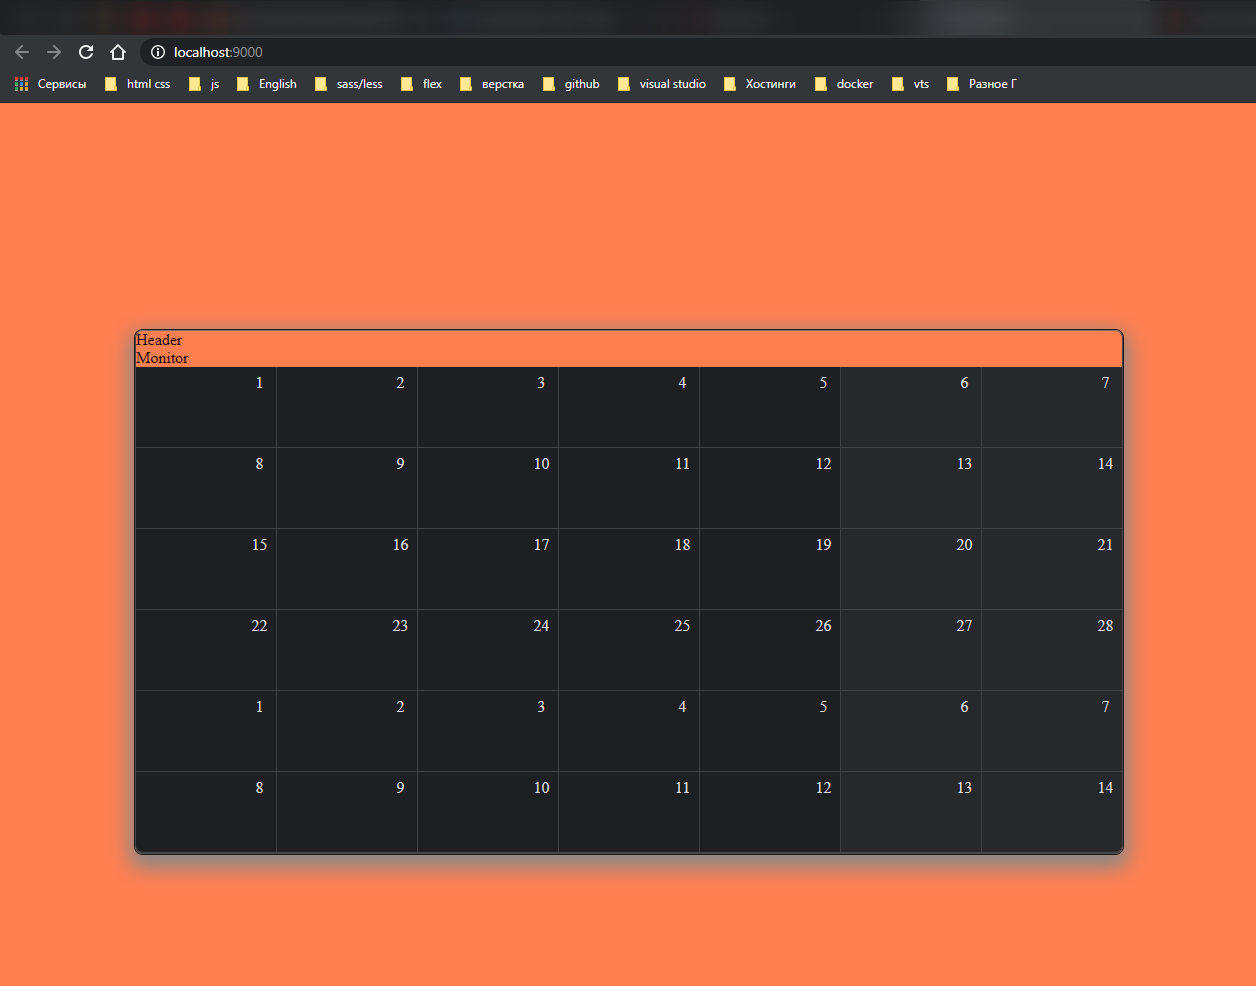 localhost:9000
Сервисы html css js English sass/less flex верстка github visual studio Хостинги docker vts Разное Г
Header
Monitor
1 2 3 4 5 6 7
8 9 10 11 12 13 14
15 16 17 18 19 20 21
22 23 24 25 26 27 28
1 2 3 4 5 6 7
8 9 10 11 12 13 14